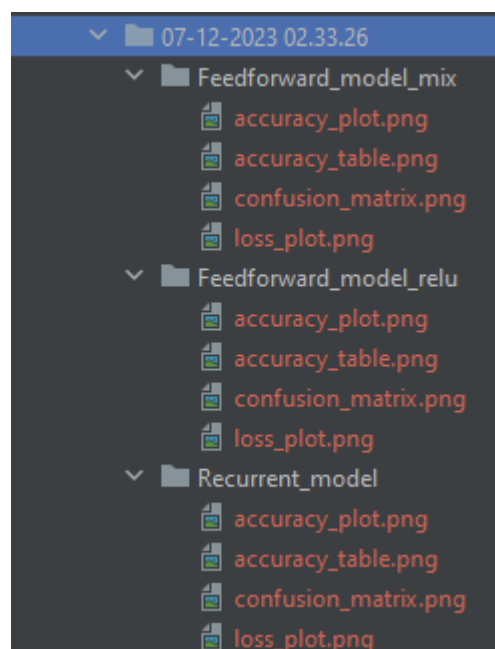 07-12-2023 02.33.26
Feedforward_model_mix
accuracy_plot.png
accuracy_table.png
confusion_matrix.png
loss_plot.png
Feedforward_model_relu
accuracy_plot.png
accuracy_table.png
confusion_matrix.png
loss_plot.png
Recurrent_model
accuracy_plot.png
accuracy_table.png
confusion_matrix.png
loss_plot.png